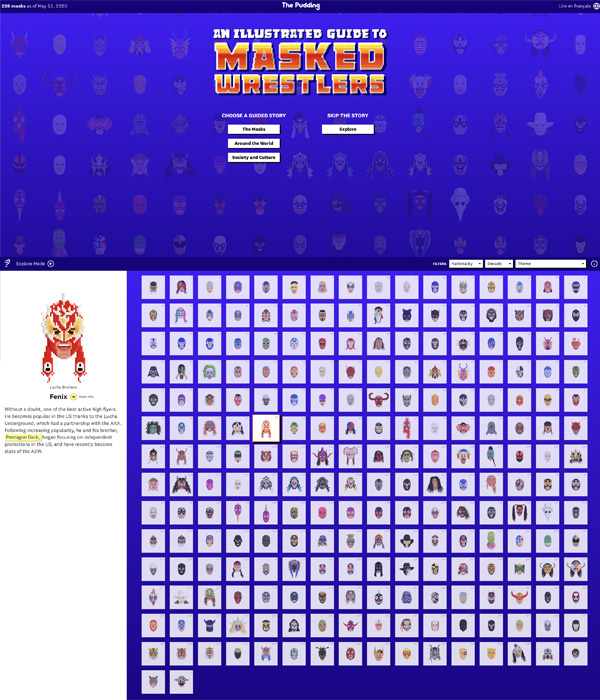 226 masks as of May 11, 2020
The Pudding
Lire en français
AN ILLUSTRATED GUIDE TO
MASKED
WRESTLERS
CHOOSE A GUIDED STORY
SKIP THE STORY
The Masks
Explore
Around the World
Society and Culture
Explore Mode
FILTERS
Nationality
Decade
Theme
Lucha Brothers
Fenix
More info
Without a doubt, one of the best active high flyers.
He becomes popular in the US thanks to the Lucha
Underground, which had a partnership with the AAA.
Following increasing popularity, he and his brother,
Pentagon Dark, began focusing on independent
promotions in the US, and have recently become
stars of the AEW.